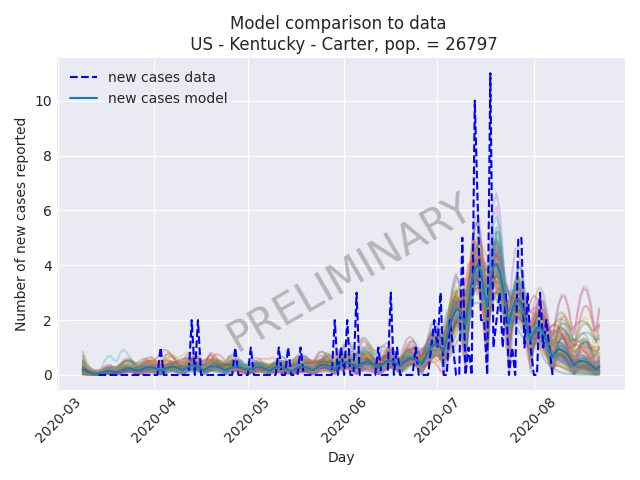 Model comparison to data
US - Kentucky - Carter, pop. = 26797
new cases data
new cases model
Number of new cases reported
10
8
6
4
2
0
PRELIMINARY
2020-03
2020-04
2020-05
2020-06
2020-07
2020-08
Day